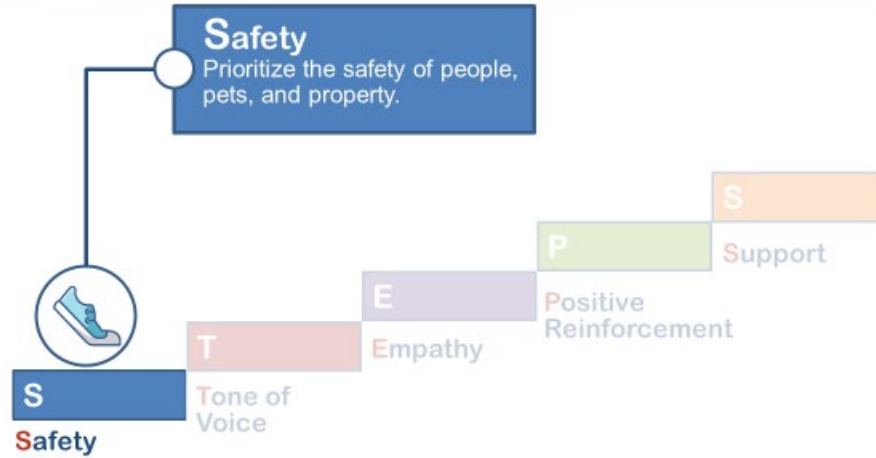 Safety
Prioritize the safety of people,
pets, and property.
S
Safety
T
Tone of
Voice
E
Empathy
P
Positive
Reinforcement
S
Support